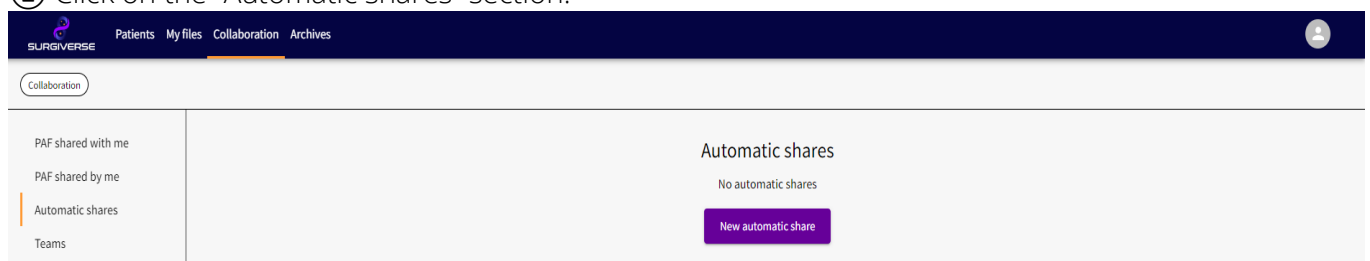 ② Click on the "Automatic shares" section.
SURGIVERSE Patients My files Collaboration Archives
Collaboration
PAF shared with me
PAF shared by me
Automatic shares
Teams
Automatic shares
No automatic shares
New automatic share